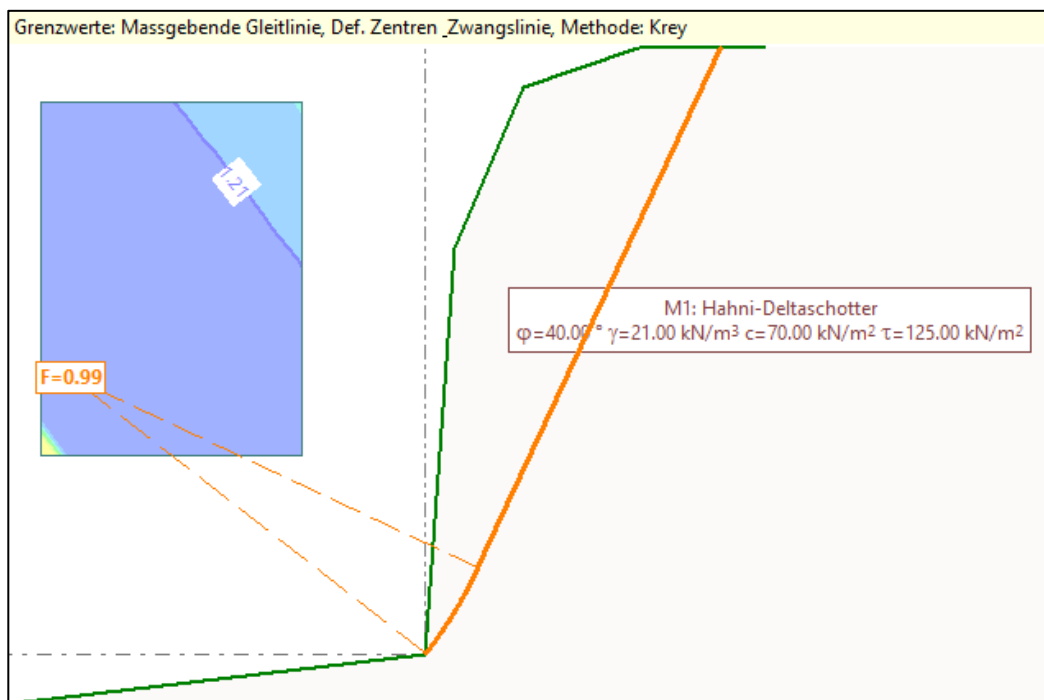 Grenzwerte: Massgebende Gleitlinie, Def. Zentren _Zwangslinie, Methode: Krey
1.21
M1: Hahni-Deltaschotter
φ=40.00 ° γ=21.00 kN/m³ c=70.00 kN/m² τ=125.00 kN/m²
F=0.99